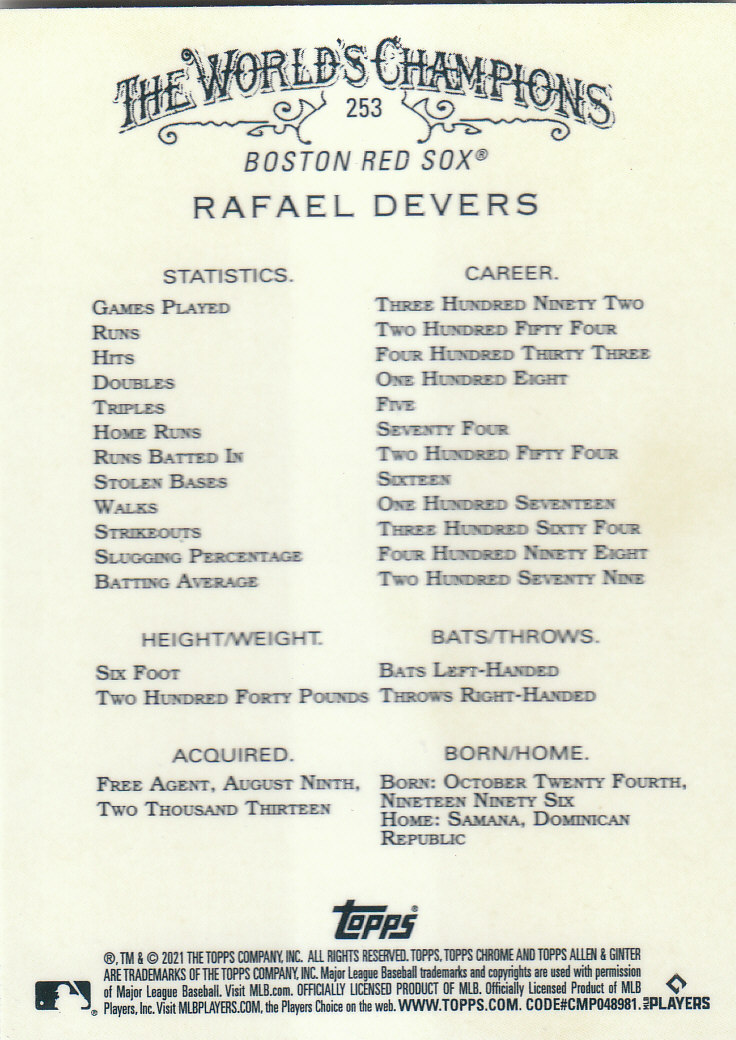 THE WORLD'S CHAMPIONS
253
BOSTON RED SOX®
RAFAEL DEVERS
STATISTICS. CAREER.
GAMES PLAYED THREE HUNDRED NINETY TWO
RUNS TWO HUNDRED FIFTY FOUR
HITS FOUR HUNDRED THIRTY THREE
DOUBLES ONE HUNDRED EIGHT
TRIPLES FIVE
HOME RUNS SEVENTY FOUR
RUNS BATTED IN TWO HUNDRED FIFTY FOUR
STOLEN BASES SIXTEEN
WALKS ONE HUNDRED SEVENTEEN
STRIKEOUTS THREE HUNDRED SIXTY FOUR
SLUGGING PERCENTAGE FOUR HUNDRED NINETY EIGHT
BATTING AVERAGE TWO HUNDRED SEVENTY NINE
HEIGHT/WEIGHT. BATS/THROWS.
SIX FOOT BATS LEFT-HANDED
TWO HUNDRED FORTY POUNDS THROWS RIGHT-HANDED
ACQUIRED. BORN/HOME.
FREE AGENT, AUGUST NINTH, BORN: OCTOBER TWENTY FOURTH,
TWO THOUSAND THIRTEEN NINETEEN NINETY SIX
HOME: SAMANA, DOMINICAN
REPUBLIC
topps®
®, TM & © 2021 THE TOPPS COMPANY, INC. ALL RIGHTS RESERVED. TOPPS, TOPPS CHROME AND TOPPS ALLEN & GINTER
ARE TRADEMARKS OF THE TOPPS COMPANY, INC. Major League Baseball trademarks and copyrights are used with permission
of Major League Baseball. Visit MLB.com. OFFICIALLY LICENSED PRODUCT OF MLB. Officially Licensed Product of MLB
Players, Inc. Visit MLBPLAYERS.COM, the Players Choice on the web. WWW.TOPPS.COM. CODE#CMP048981.
MLB PLAYERS